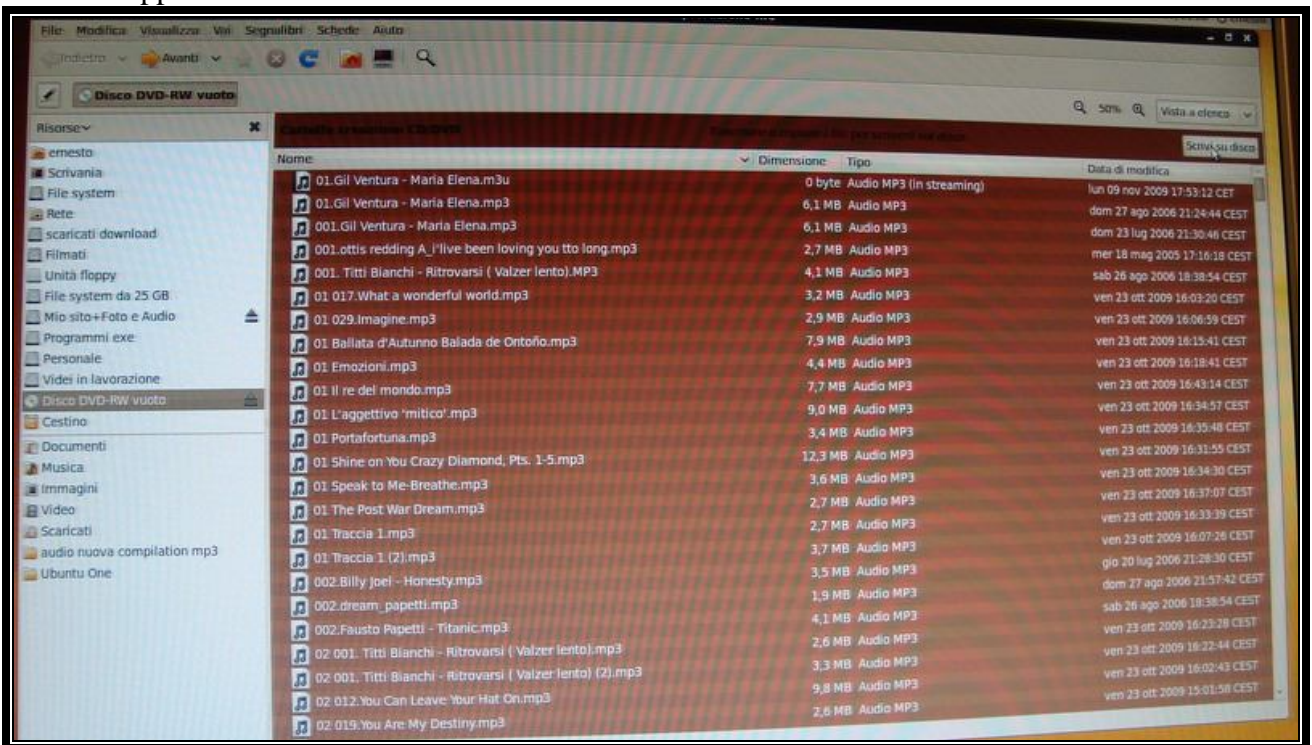 File Modifica Visualizza Vai Segnalibri Schede Aiuto
Indietro Avanti
Disco DVD-RW vuoto
50% Vista a elenco
Risorse
Scrivi su disco
Nome Dimensione Tipo Data di modifica
ernesto
Scrivania
File system
Rete
scaricati download
Filmati
Unità floppy
File system da 25 GB
Mio sito+Foto e Audio
Programmi exe
Personale
Videi in lavorazione
Disco DVD-RW vuoto
Cestino
Documenti
Musica
Immagini
Video
Scaricati
audio nuova compilation mp3
Ubuntu One
01.Gil Ventura - Maria Elena.m3u 0 byte Audio MP3 (in streaming) lun 09 nov 2009 17:53:12 CET
01.Gil Ventura - Maria Elena.mp3 6,1 MB Audio MP3 dom 27 ago 2006 21:24:44 CEST
001.Gil Ventura - Maria Elena.mp3 6,1 MB Audio MP3 dom 23 lug 2006 21:30:46 CEST
001.ottis redding A_i'live been loving you tto long.mp3 2,7 MB Audio MP3 mer 18 mag 2005 17:16:18 CEST
001. Titti Bianchi - Ritrovarsi ( Valzer lento).MP3 4,1 MB Audio MP3 sab 26 ago 2006 18:38:54 CEST
01 017.What a wonderful world.mp3 3,2 MB Audio MP3 ven 23 ott 2009 16:03:20 CEST
01 029.Imagine.mp3 2,9 MB Audio MP3 ven 23 ott 2009 16:06:59 CEST
01 Ballata d'Autunno Balada de Ontoño.mp3 7,9 MB Audio MP3 ven 23 ott 2009 16:15:41 CEST
01 Emozioni.mp3 4,4 MB Audio MP3 ven 23 ott 2009 16:18:41 CEST
01 Il re del mondo.mp3 7,7 MB Audio MP3 ven 23 ott 2009 16:43:14 CEST
01 L'aggettivo 'mitico'.mp3 9,0 MB Audio MP3 ven 23 ott 2009 16:34:57 CEST
01 Portafortuna.mp3 3,4 MB Audio MP3 ven 23 ott 2009 16:35:48 CEST
01 Shine on You Crazy Diamond, Pts. 1-5.mp3 12,3 MB Audio MP3 ven 23 ott 2009 16:31:55 CEST
01 Speak to Me-Breathe.mp3 3,6 MB Audio MP3 ven 23 ott 2009 16:34:30 CEST
01 The Post War Dream.mp3 2,7 MB Audio MP3 ven 23 ott 2009 16:37:07 CEST
01 Traccia 1.mp3 2,7 MB Audio MP3 ven 23 ott 2009 16:33:39 CEST
01 Traccia 1 (2).mp3 3,7 MB Audio MP3 ven 23 ott 2009 16:07:26 CEST
002.Billy Joel - Honesty.mp3 3,5 MB Audio MP3 gio 20 lug 2006 21:28:30 CEST
002.dream_papetti.mp3 1,9 MB Audio MP3 dom 27 ago 2006 21:57:42 CEST
002.Fausto Papetti - Titanic.mp3 4,1 MB Audio MP3 sab 26 ago 2006 18:38:54 CEST
02 001. Titti Bianchi - Ritrovarsi ( Valzer lento).mp3 2,6 MB Audio MP3 ven 23 ott 2009 16:23:28 CEST
02 001. Titti Bianchi - Ritrovarsi ( Valzer lento) (2).mp3 3,3 MB Audio MP3 ven 23 ott 2009 16:22:44 CEST
02 012.You Can Leave Your Hat On.mp3 9,8 MB Audio MP3 ven 23 ott 2009 16:02:43 CEST
02 019.You Are My Destiny.mp3 2,6 MB Audio MP3 ven 23 ott 2009 15:01:58 CEST